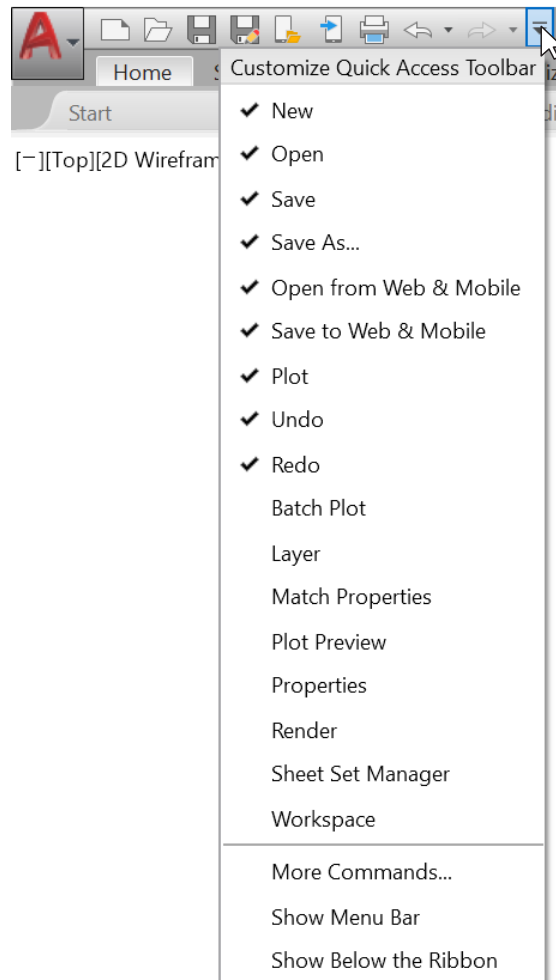 Home
Customize Quick Access Toolbar
Start
[−][Top][2D Wirefram
New
Open
Save
Save As...
Open from Web & Mobile
Save to Web & Mobile
Plot
Undo
Redo
Batch Plot
Layer
Match Properties
Plot Preview
Properties
Render
Sheet Set Manager
Workspace
More Commands...
Show Menu Bar
Show Below the Ribbon